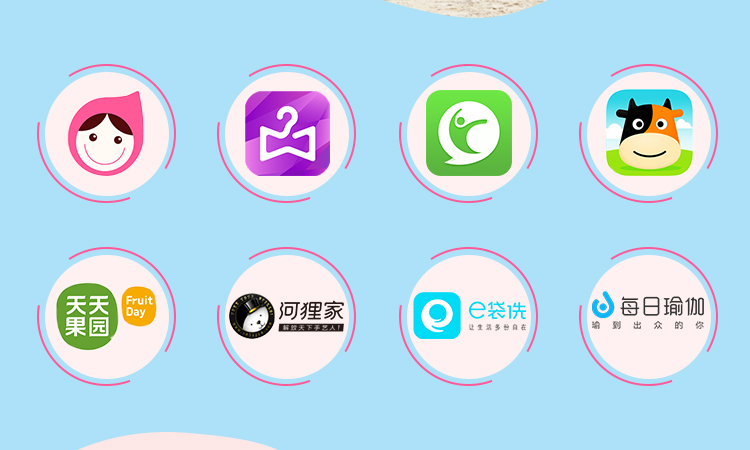 天天
果园
Fruit
Day
河狸家
解放天下手艺人!
e袋洗
让生活多份自在
每日瑜伽
瑜到出众的你